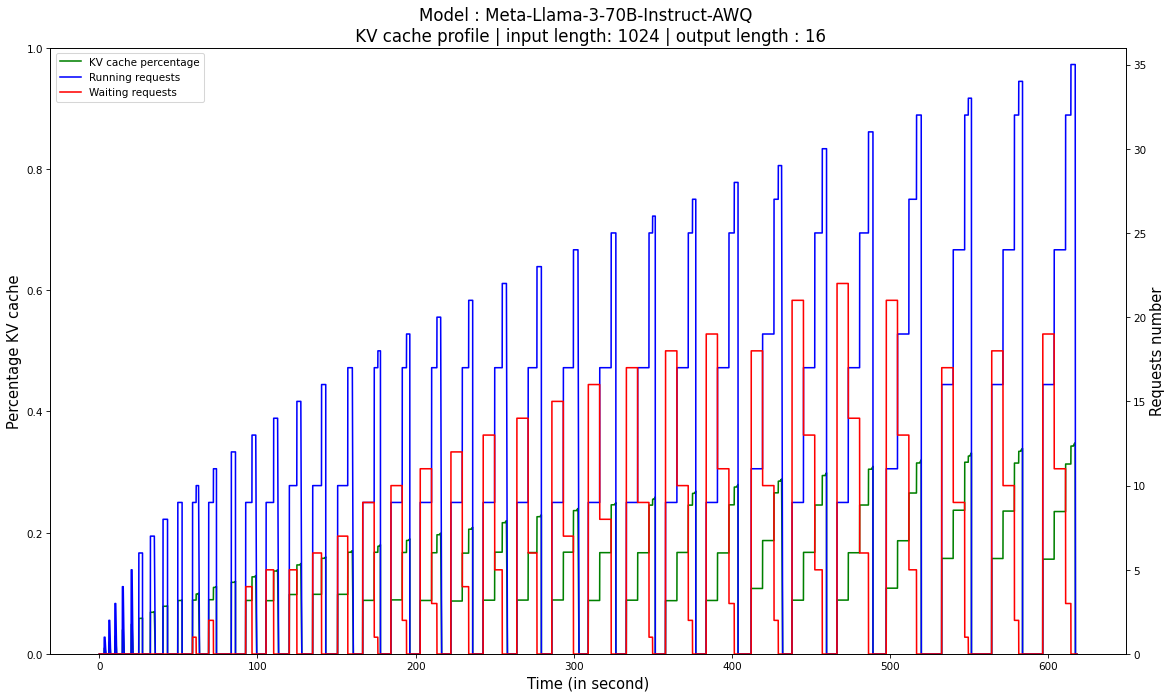 Model : Meta-Llama-3-70B-Instruct-AWQ
KV cache profile | input length: 1024 | output length : 16
KV cache percentage
Running requests
Waiting requests
Percentage KV cache
1.0
0.8
0.6
0.4
0.2
0.0
35
30
25
20
15
10
5
0
Requests number
0 100 200 300 400 500 600
Time (in second)